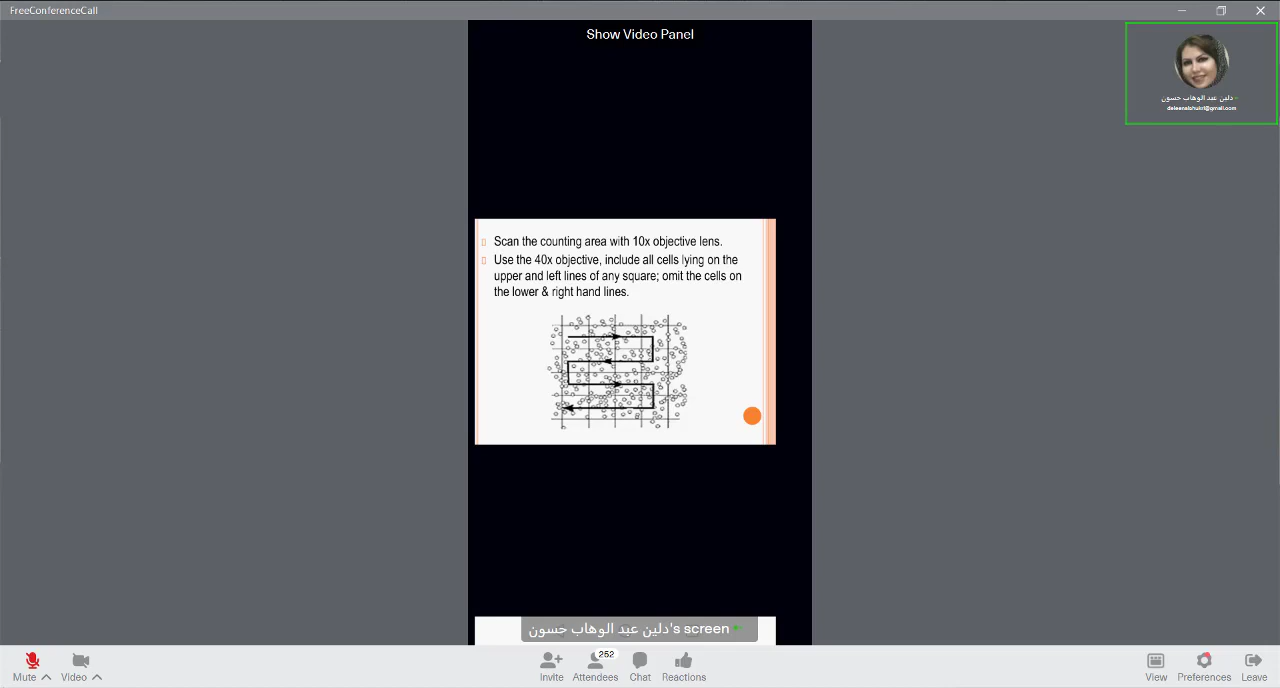 FreeConferenceCall
Show Video Panel
دلين عبد الوهاب حسون
deleenalshukri@gmail.com
Scan the counting area with 10x objective lens.
Use the 40x objective, include all cells lying on the
upper and left lines of any square; omit the cells on
the lower & right hand lines.
دلين عبد الوهاب حسون's screen
Mute
Video
Invite
252
Attendees
Chat
Reactions
View
Preferences
Leave